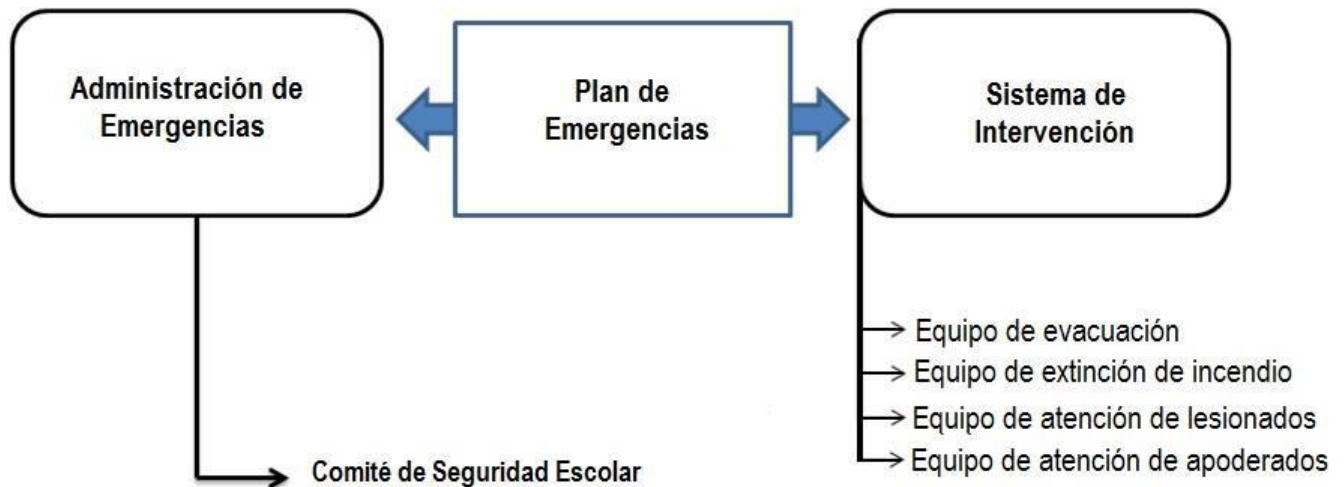 Administración de
Emergencias
Plan de
Emergencias
Sistema de
Intervención
Equipo de evacuación
Equipo de extinción de incendio
Equipo de atención de lesionados
Equipo de atención de apoderados
Comité de Seguridad Escolar